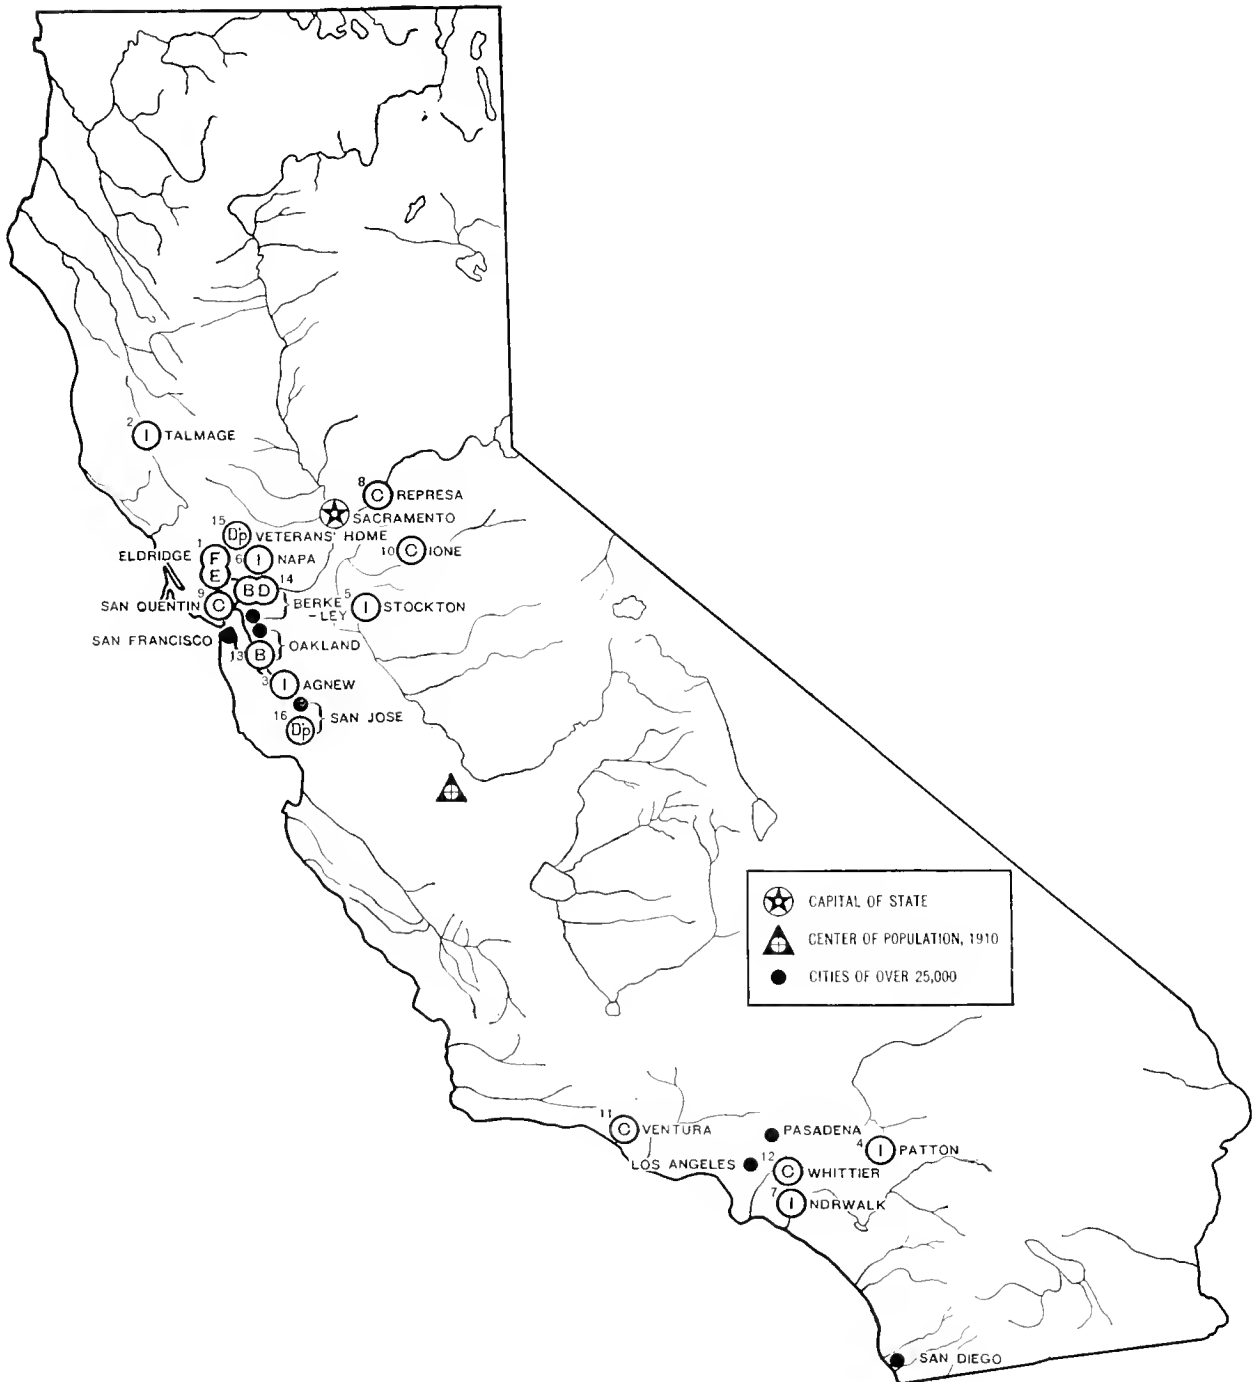 2 I TALMAGE
8 C REPRESA
SACRAMENTO
15 Dp VETERANS' HOME
10 C IONE
1 ELDRIDGE F
E
6 I NAPA
14 B D
BERKE
-LEY
5 I STOCKTON
9 SAN QUENTIN C
SAN FRANCISCO
13 B OAKLAND
3 I AGNEW
16 Dp SAN JOSE
CAPITAL OF STATE
CENTER OF POPULATION, 1910
CITIES OF OVER 25,000
11 C VENTURA
PASADENA
4 I PATTON
LOS ANGELES
12 C WHITTIER
7 I NDRWALK
SAN DIEGO